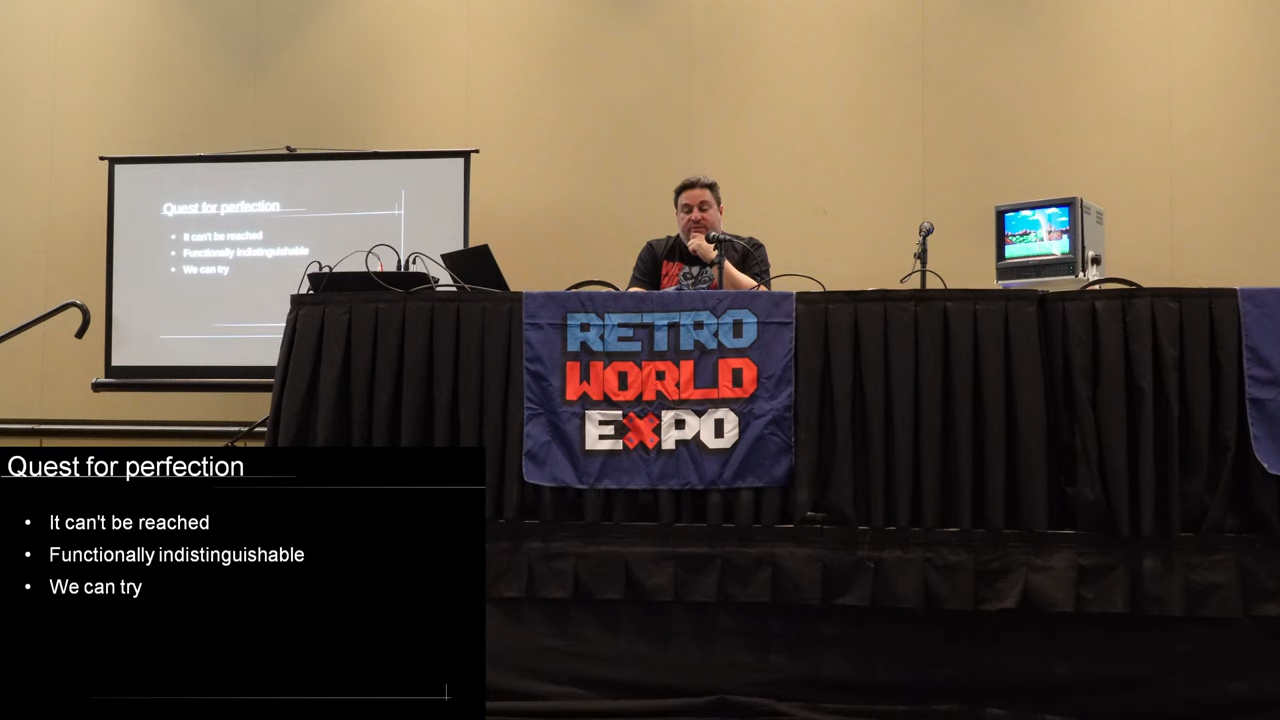 Quest for perfection
• It can't be reached
• Functionally indistinguishable
• We can try
RETRO
WORLD
EXPO
Quest for perfection
• It can't be reached
• Functionally indistinguishable
• We can try